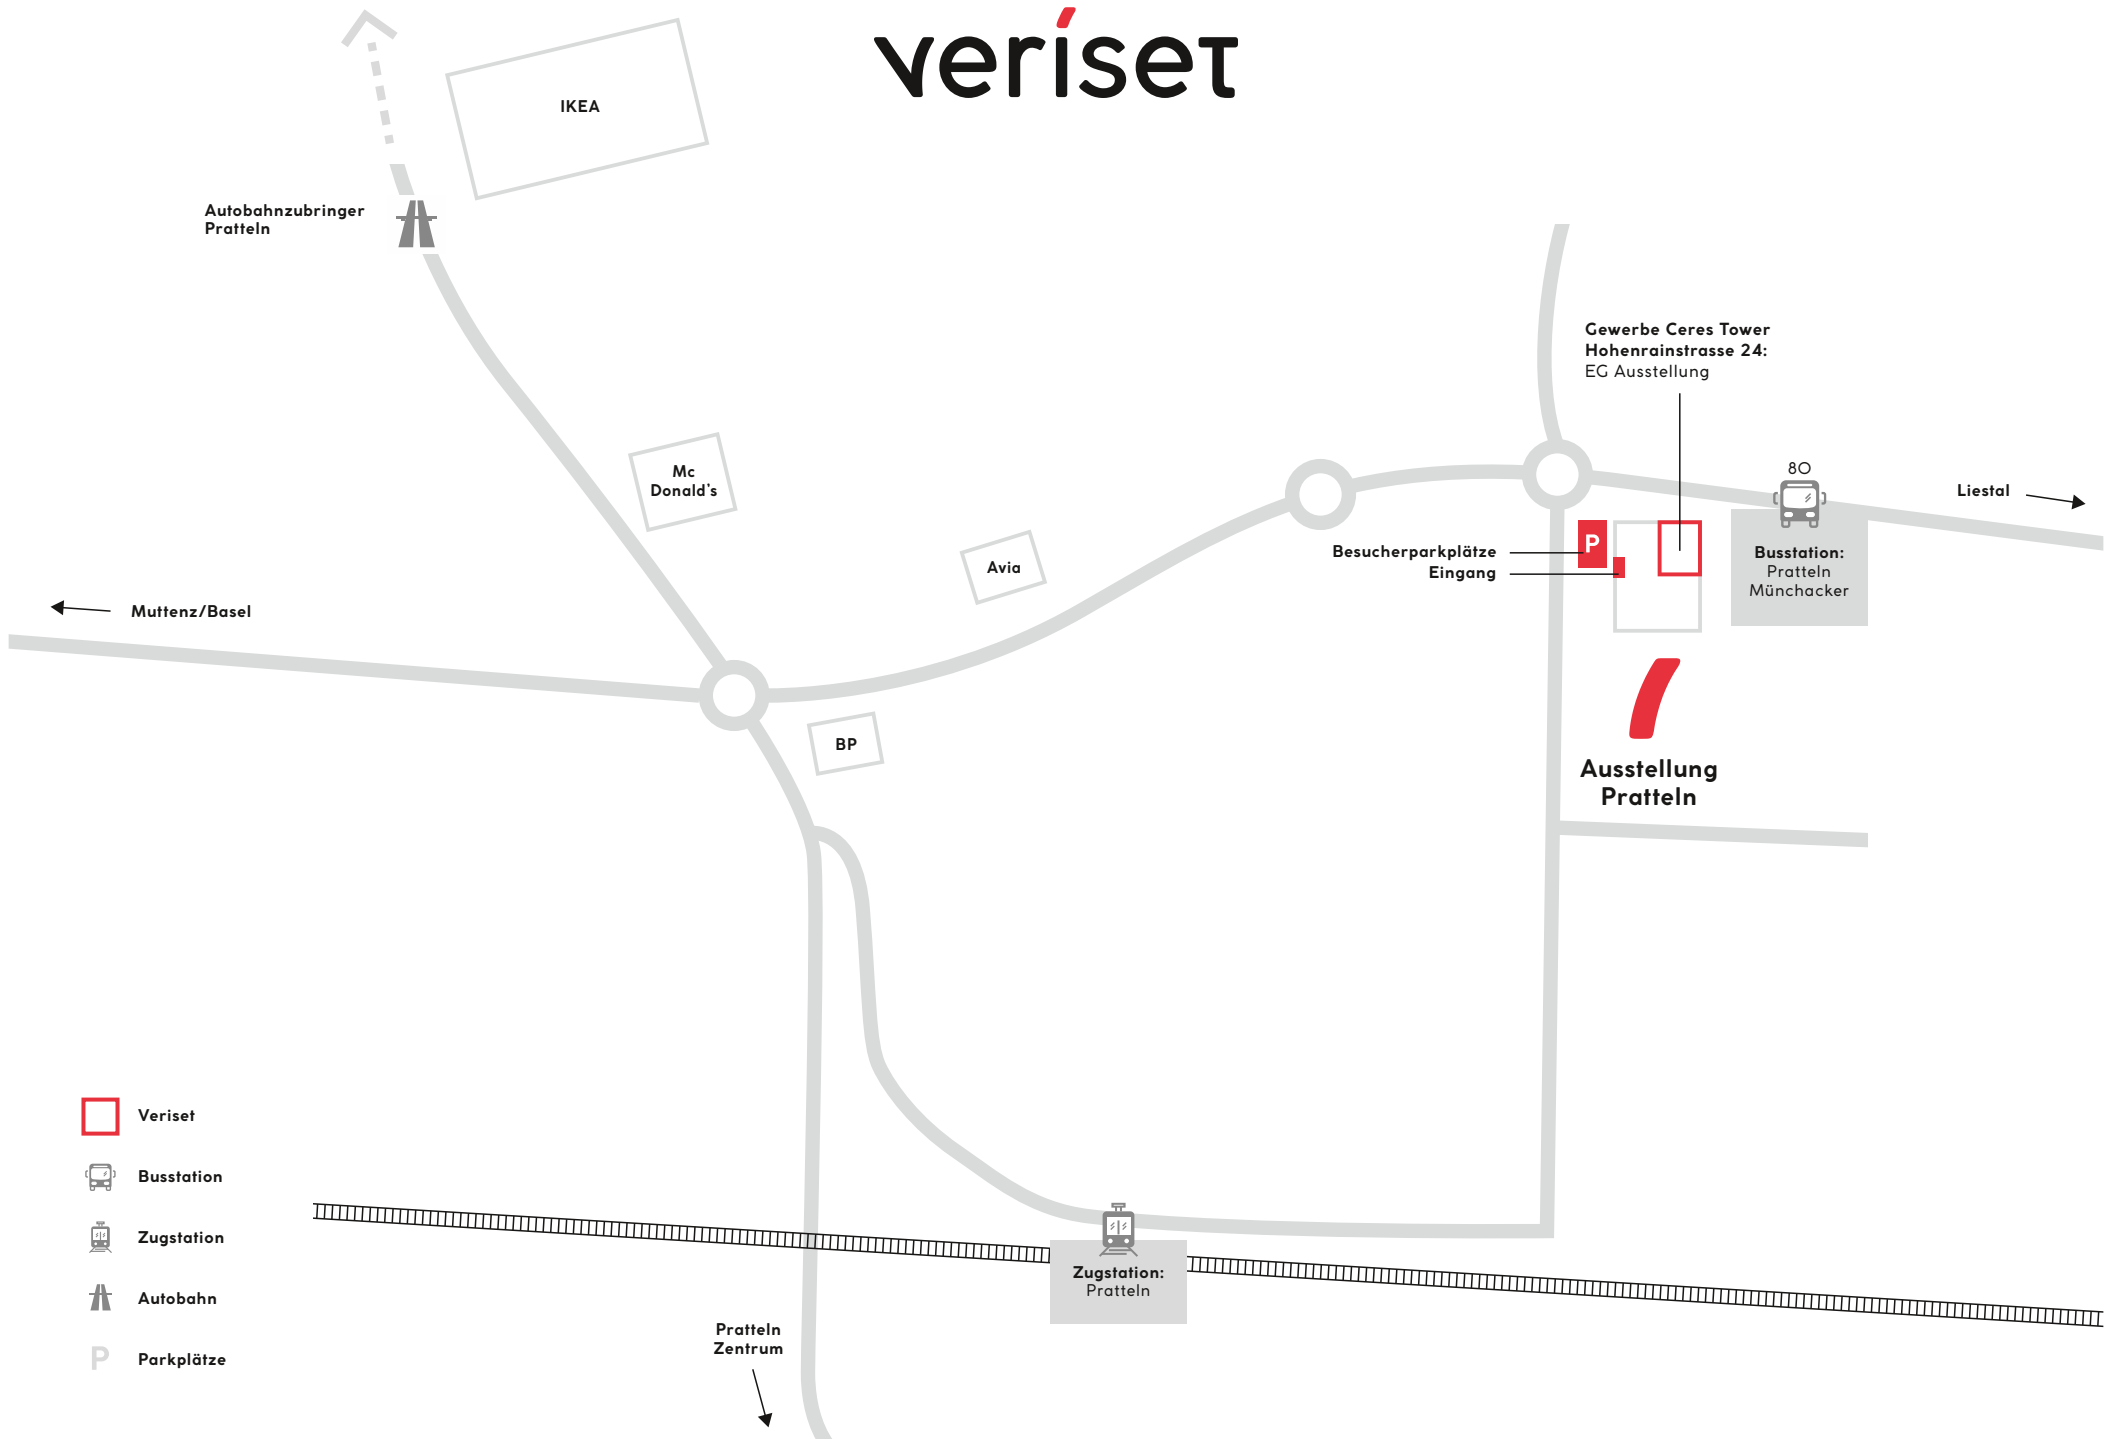 veriset
IKEA
Autobahnzubringer
Pratteln
Gewerbe Ceres Tower
Hohenrainstrasse 24:
EG Ausstellung
Mc
Donald's
80
Liestal
Besucherparkplätze
Eingang
P
Busstation:
Pratteln
Münchacker
Avia
Muttenz/Basel
BP
Ausstellung
Pratteln
Veriset
Busstation
Zugstation
Autobahn
P
Parkplätze
Zugstation:
Pratteln
Pratteln
Zentrum